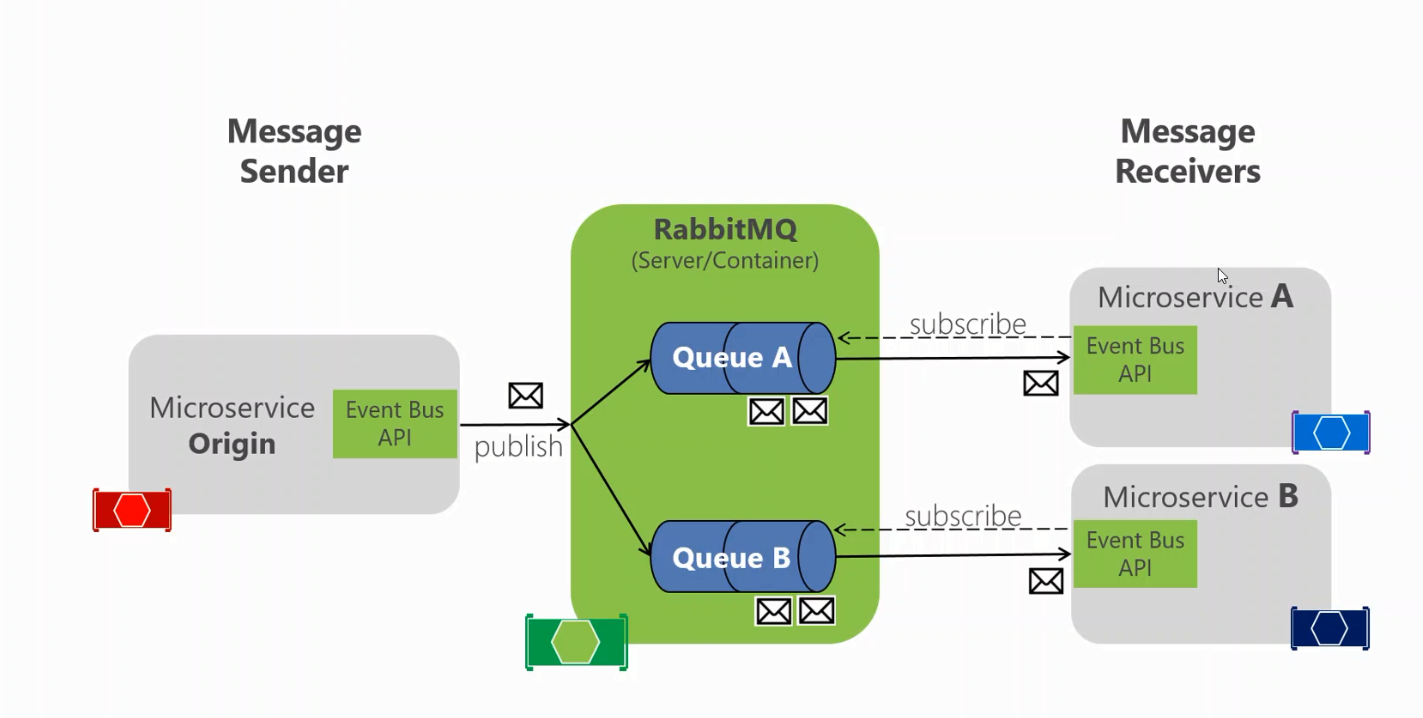 Message
Sender
Message
Receivers
RabbitMQ
(Server/Container)
Microservice
Origin
Event Bus
API
publish
Queue A
Queue B
subscribe
Microservice A
Event Bus
API
subscribe
Microservice B
Event Bus
API